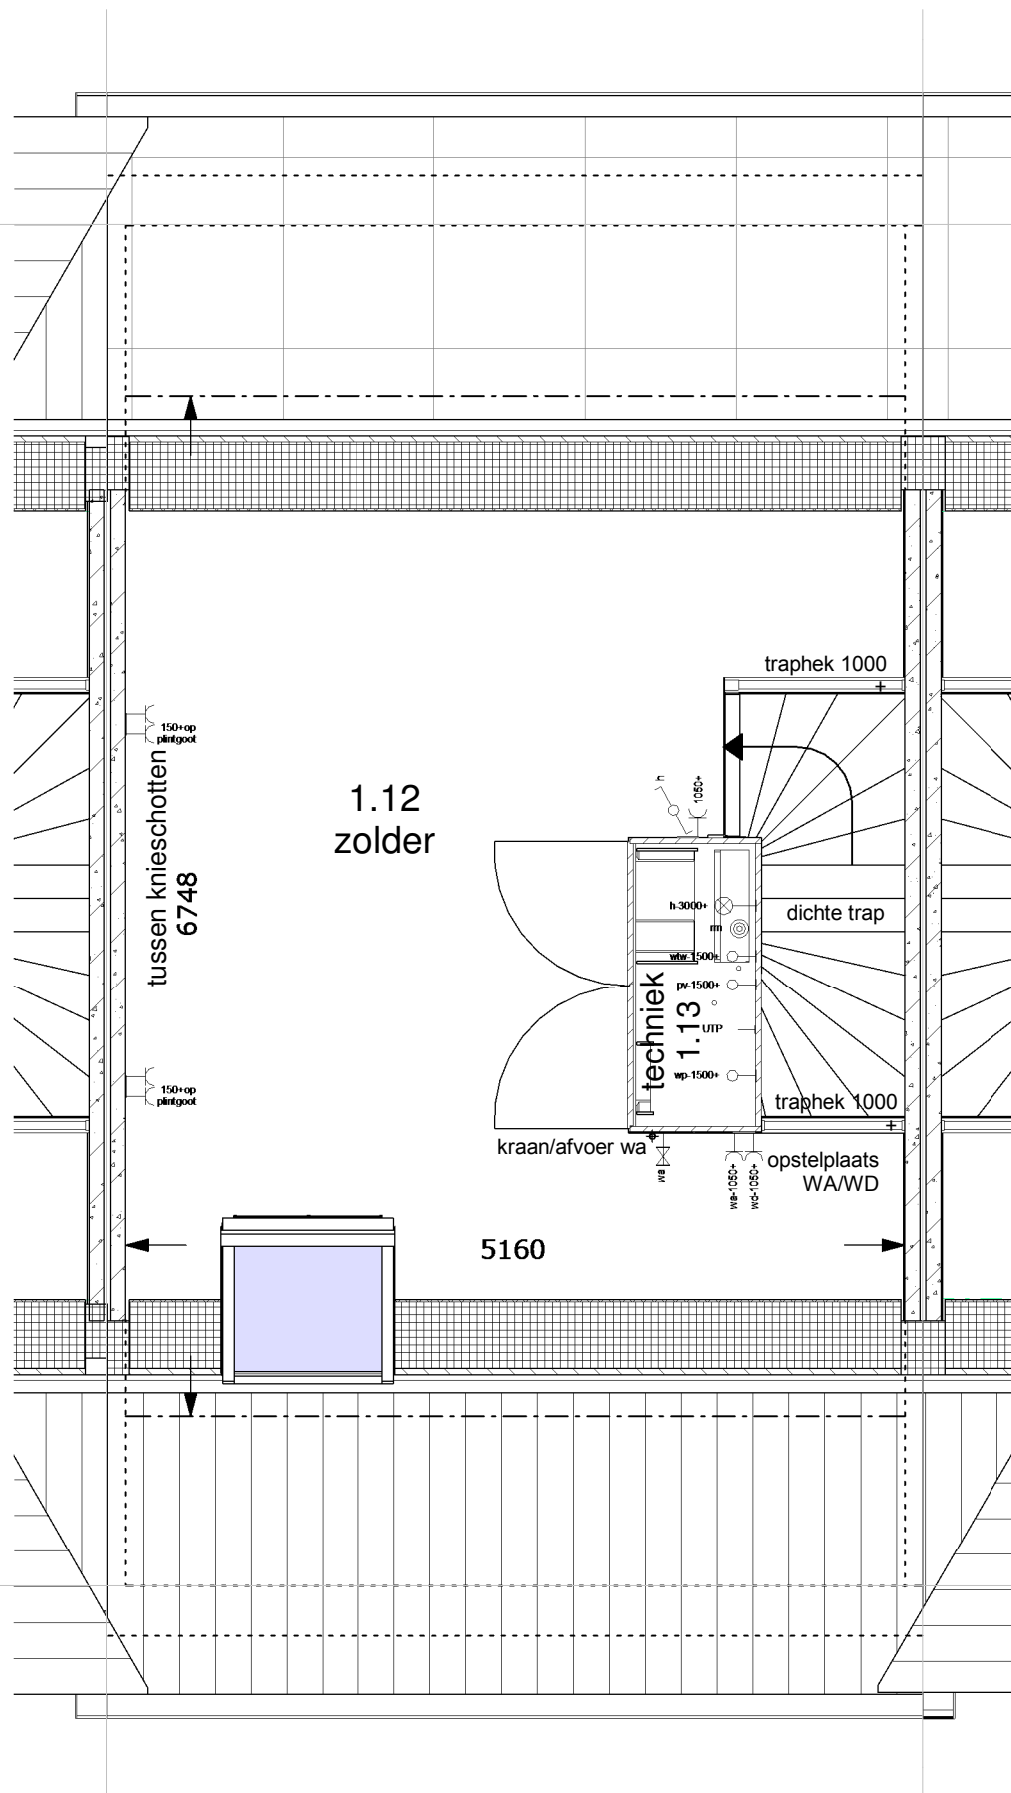 traphek 1000
150+op
plintgoot
tussen knieschotten
6748
1.12
zolder
h
1050+
h-3000+
dichte trap
rm
wtw-1500+
pv-1500+
techniek
1.13
UTP
wp-1500+
150+op
plintgoot
traphek 1000
kraan/afvoer wa
wa
wa-1050+
wd-1050+
opstelplaats
WA/WD
5160